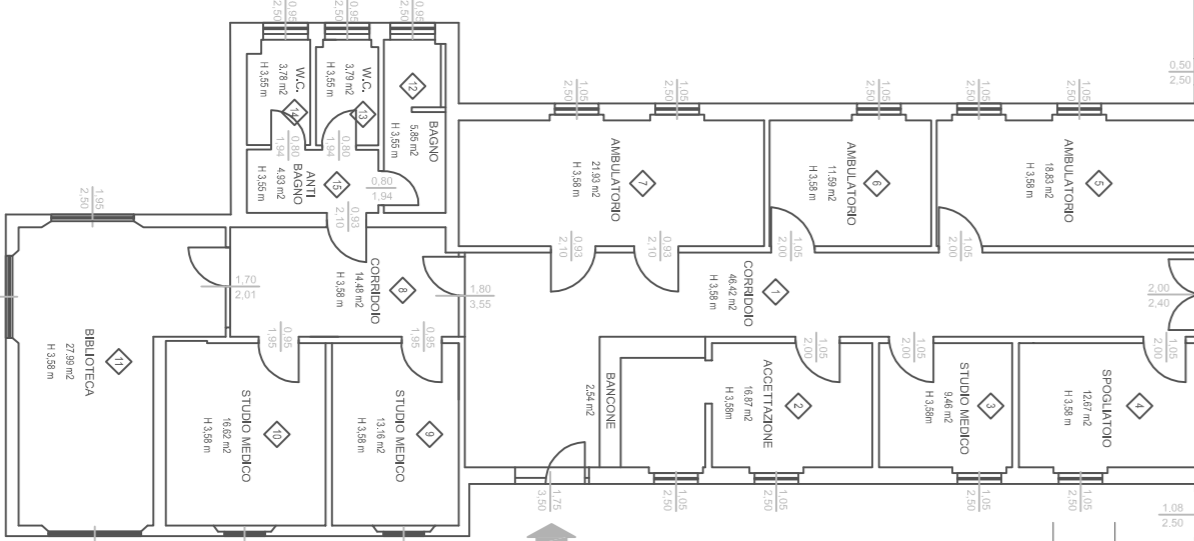 0,95
2,50
0,95
2,50
0,95
2,50
W.C.
3,78 m2
H 3,55 m
14
W.C.
3,79 m2
H 3,55 m
13
12
BAGNO
5,85 m2
H 3,55 m
0,80
1,94
0,80
1,94
0,80
1,94
ANTI
BAGNO
4,93 m2
H 3,55 m
15
0,93
2,10
1,05
2,50
1,05
2,50
1,05
2,50
1,05
2,50
1,05
2,50
0,50
2,50
AMBULATORIO
21.93 m2
H 3,58 m
7
AMBULATORIO
11,59 m2
H 3,58 m
6
AMBULATORIO
18.83 m2
H 3,58 m
5
0,93
2,10
0,93
2,10
1,05
2,00
1,05
2,00
1,95
2,50
1,70
2,01
CORRIDOIO
14,48 m2
H 3,58 m
8
1,80
3,55
CORRIDOIO
46.42 m2
H 3,58 m
1
2,00
2,40
0,95
1,95
0,95
1,95
1,05
2,00
1,05
2,00
1,05
2,00
BIBLIOTECA
27.99 m2
H 3,58 m
11
STUDIO MEDICO
16.62 m2
H 3,58 m
10
STUDIO MEDICO
13.16 m2
H 3,58 m
9
BANCONE
2,54 m2
ACCETTAZIONE
16.87 m2
H 3,58m
2
STUDIO MEDICO
9,46 m2
H 3,58m
3
SPOGLIATOIO
12,67 m2
H 3,58 m
4
1,75
3,50
1,05
2,50
1,05
2,50
1,05
2,50
1,05
2,50
1.08
2.50